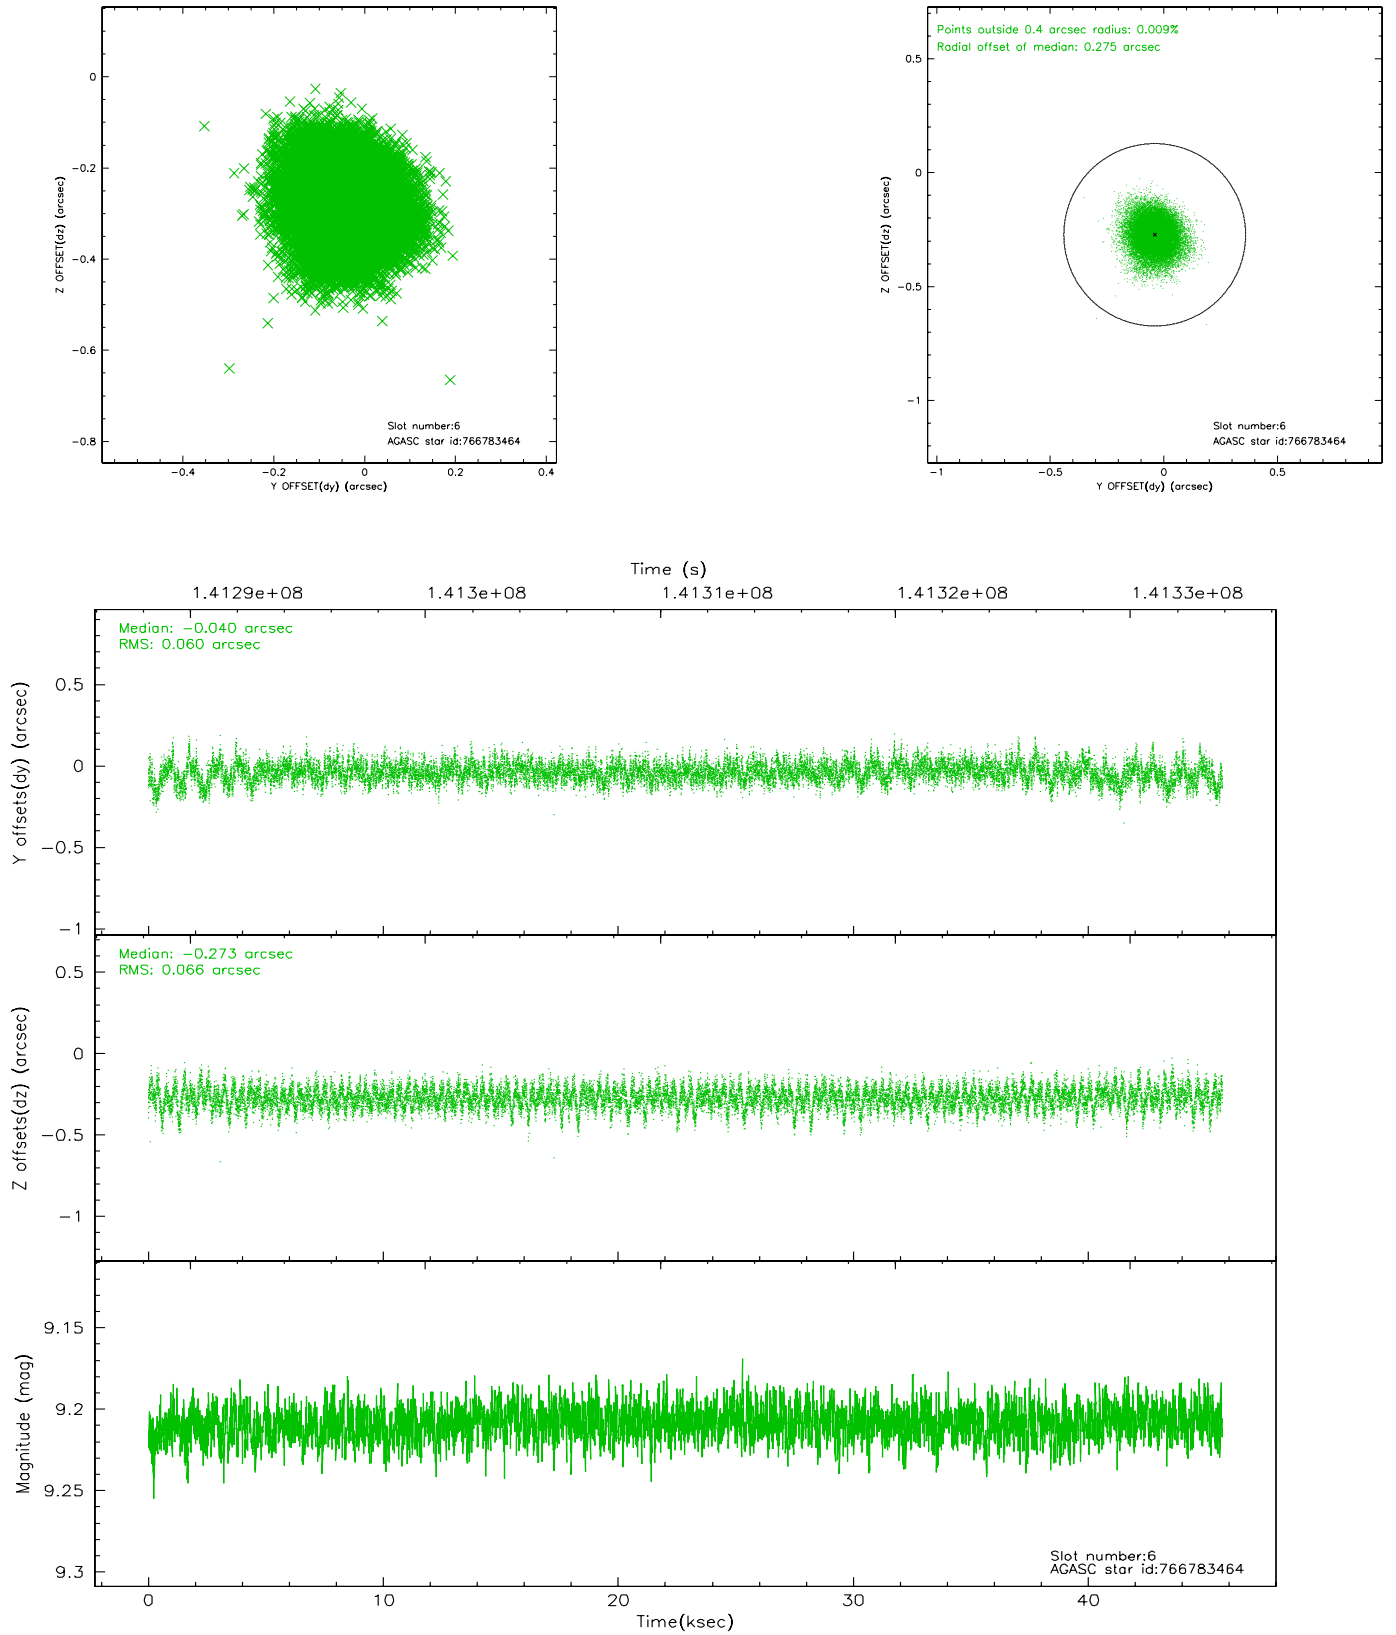 0
−0.2
−0.4
−0.6
−0.8
Z OFFSET(dz) (arcsec)
Slot number:6
AGASC star id:766783464
−0.4
−0.2
0
0.2
0.4
Y OFFSET(dy) (arcsec)
Points outside 0.4 arcsec radius: 0.009%
Radial offset of median: 0.275 arcsec
0.5
0
−0.5
−1
Z OFFSET(dz) (arcsec)
Slot number:6
AGASC star id:766783464
−1
−0.5
0
0.5
Y OFFSET(dy) (arcsec)
Time (s)
1.4129e+08
1.413e+08
1.4131e+08
1.4132e+08
1.4133e+08
Median: −0.040 arcsec
RMS: 0.060 arcsec
0.5
0
−0.5
−1
Y offsets(dy) (arcsec)
Median: −0.273 arcsec
RMS: 0.066 arcsec
0.5
0
−0.5
−1
Z offsets(dz) (arcsec)
9.15
9.2
9.25
9.3
Magnitude (mag)
Slot number:6
AGASC star id:766783464
0
10
20
30
40
Time(ksec)